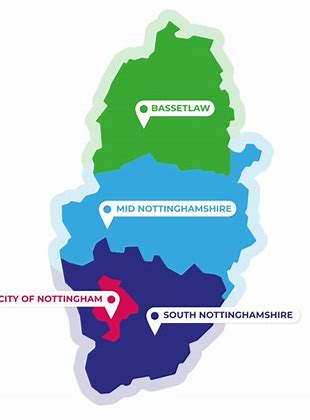 BASSETLAW
MID NOTTINGHAMSHIRE
CITY OF NOTTINGHAM
SOUTH NOTTINGHAMSHIRE